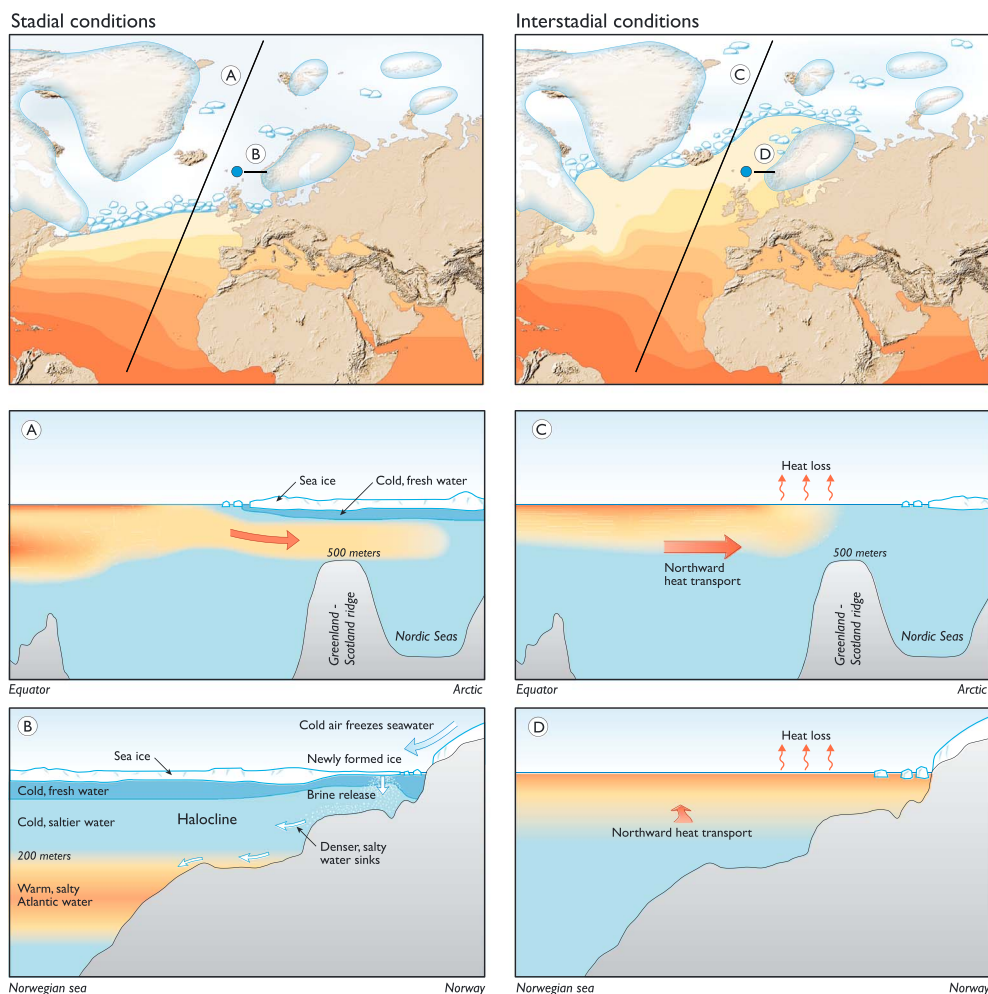 Stadial conditions
Interstadial conditions
A
B
C
D
A
Sea ice
Cold, fresh water
500 meters
Greenland -
Scotland ridge
Nordic Seas
Equator
Arctic
C
Heat loss
500 meters
Northward
heat transport
Greenland -
Scotland ridge
Nordic Seas
Equator
Arctic
B
Cold air freezes seawater
Sea ice
Newly formed ice
Cold, fresh water
Brine release
Cold, saltier water
Halocline
Denser, salty
water sinks
200 meters
Warm, salty
Atlantic water
Norwegian sea
Norway
D
Heat loss
Northward heat transport
Norwegian sea
Norway